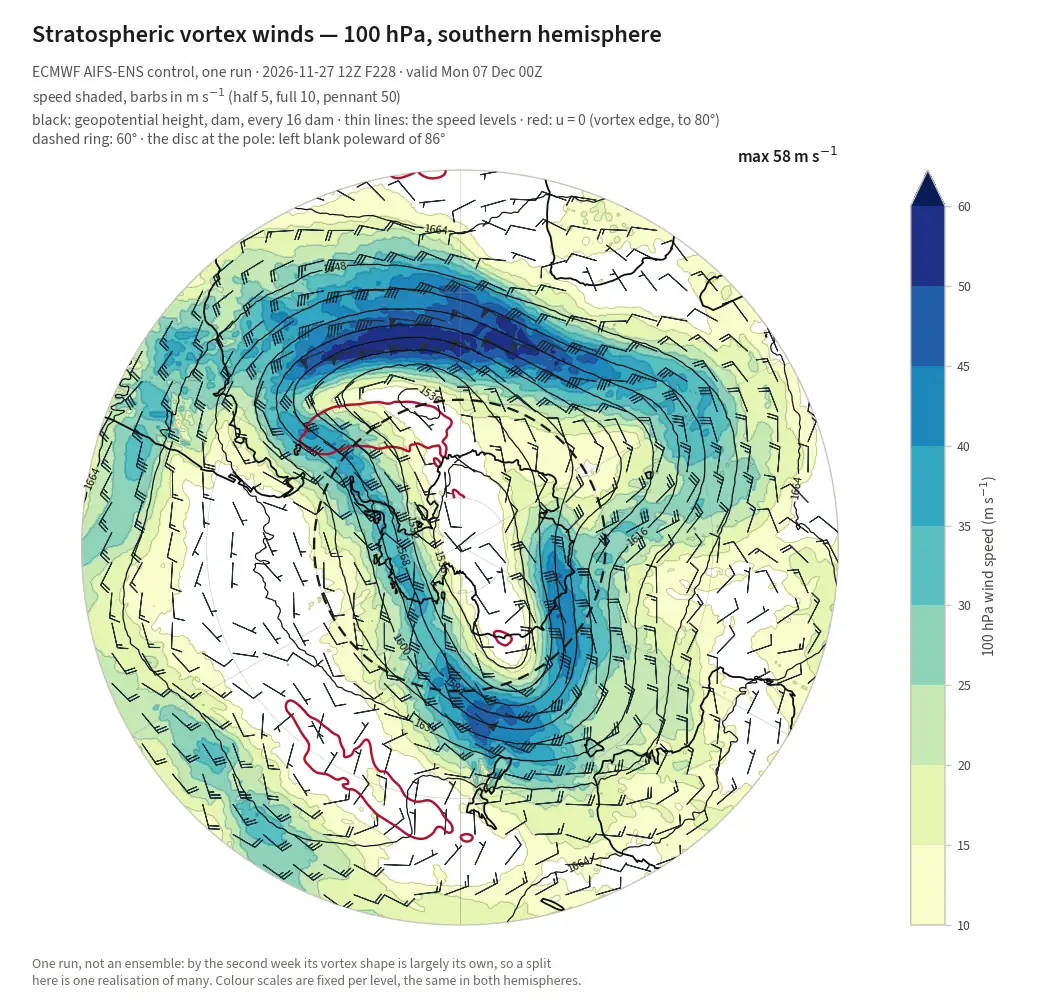 Stratospheric vortex winds — 100 hPa, southern hemisphere
ECMWF AIFS-ENS control, one run · 2026-11-27 12Z F228 · valid Mon 07 Dec 00Z
speed shaded, barbs in m s−1 (half 5, full 10, pennant 50)
black: geopotential height, dam, every 16 dam · thin lines: the speed levels · red: u = 0 (vortex edge, to 80°)
dashed ring: 60° · the disc at the pole: left blank poleward of 86°
max 58 m s−1
1664
1648
1536
1664
1664
1568
1664
60
50
45
40
35
30
25
20
15
10
100 hPa wind speed (m s−1)
One run, not an ensemble: by the second week its vortex shape is largely its own, so a split
here is one realisation of many. Colour scales are fixed per level, the same in both hemispheres.